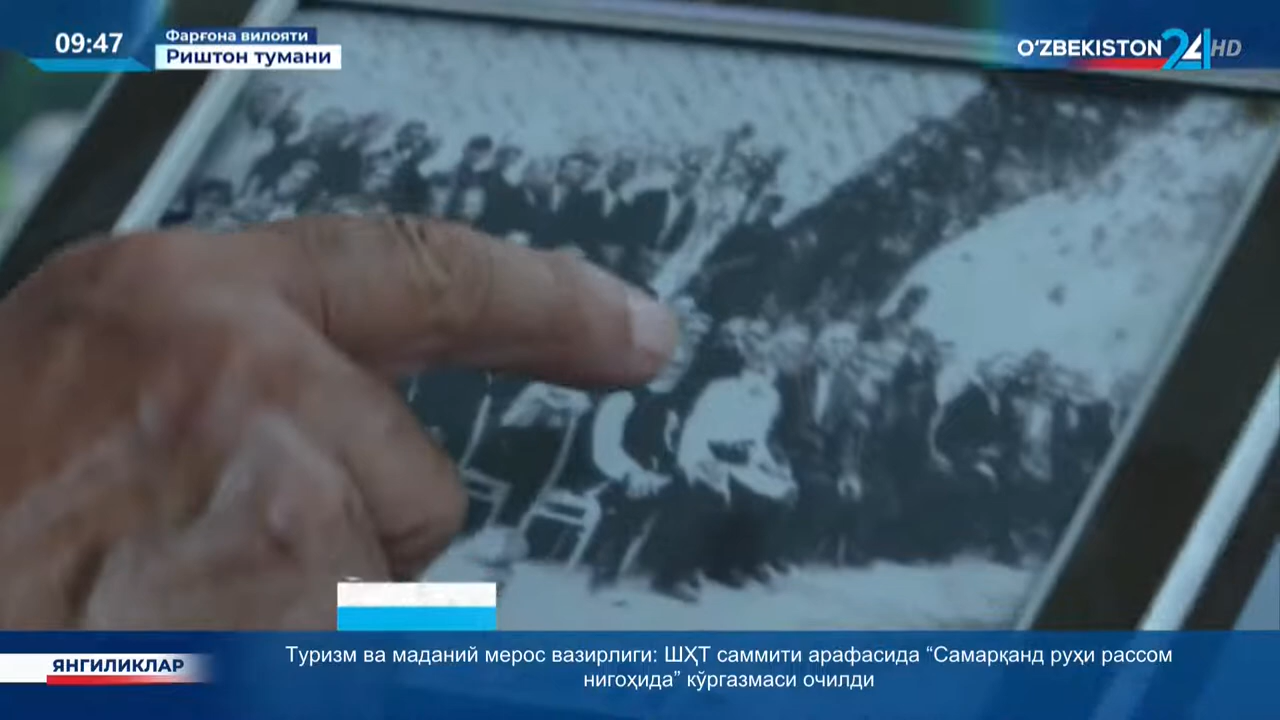 09:47
Фарғона вилояти
Риштон тумани
O‘ZBEKISTON 24 HD
ЯНГИЛИКЛАР
Туризм ва маданий мерос вазирлиги: ШҲТ саммити арафасида “Самарқанд руҳи рассом
нигоҳида” кўргазмаси очилди